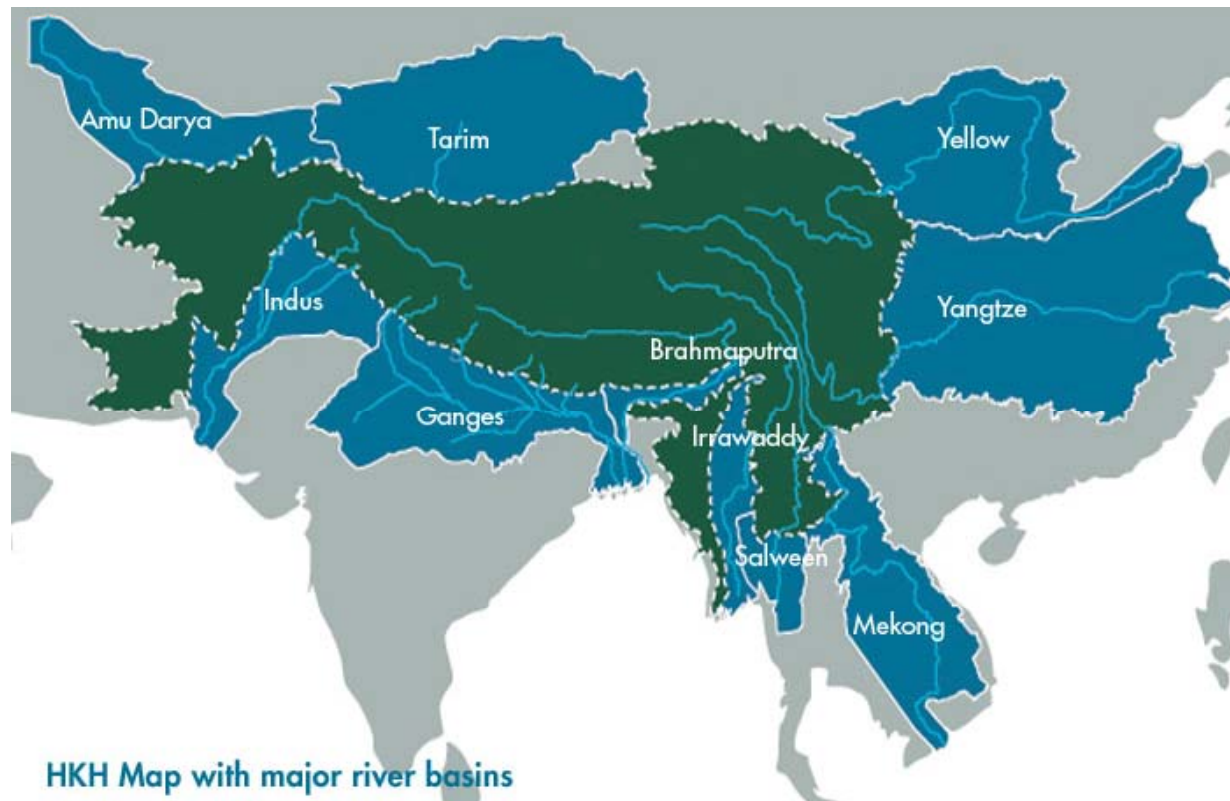 Amu Darya
Tarim
Yellow
Indus
Yangtze
Brahmaputra
Ganges
Irrawaddy
Salween
Mekong
HKH Map with major river basins